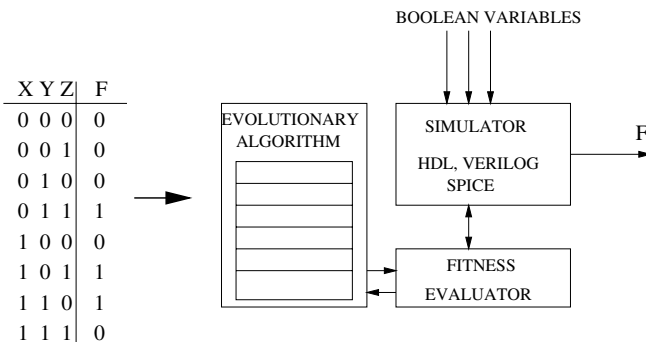 BOOLEAN VARIABLES
X Y Z F
0 0 0 0
0 0 1 0
0 1 0 0
0 1 1 1
1 0 0 0
1 0 1 1
1 1 0 1
1 1 1 0
EVOLUTIONARY
ALGORITHM
SIMULATOR
HDL, VERILOG
SPICE
F
FITNESS
EVALUATOR